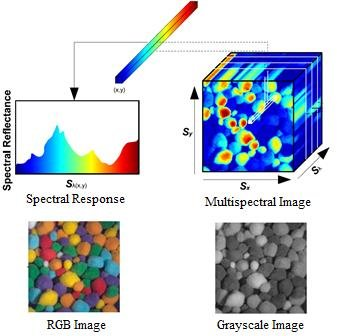 (x,y)
Spectral Reflectance
Sλ(x,y)
Spectral Response
Sy
Sx
Sλ
Multispectral Image
RGB Image
Grayscale Image